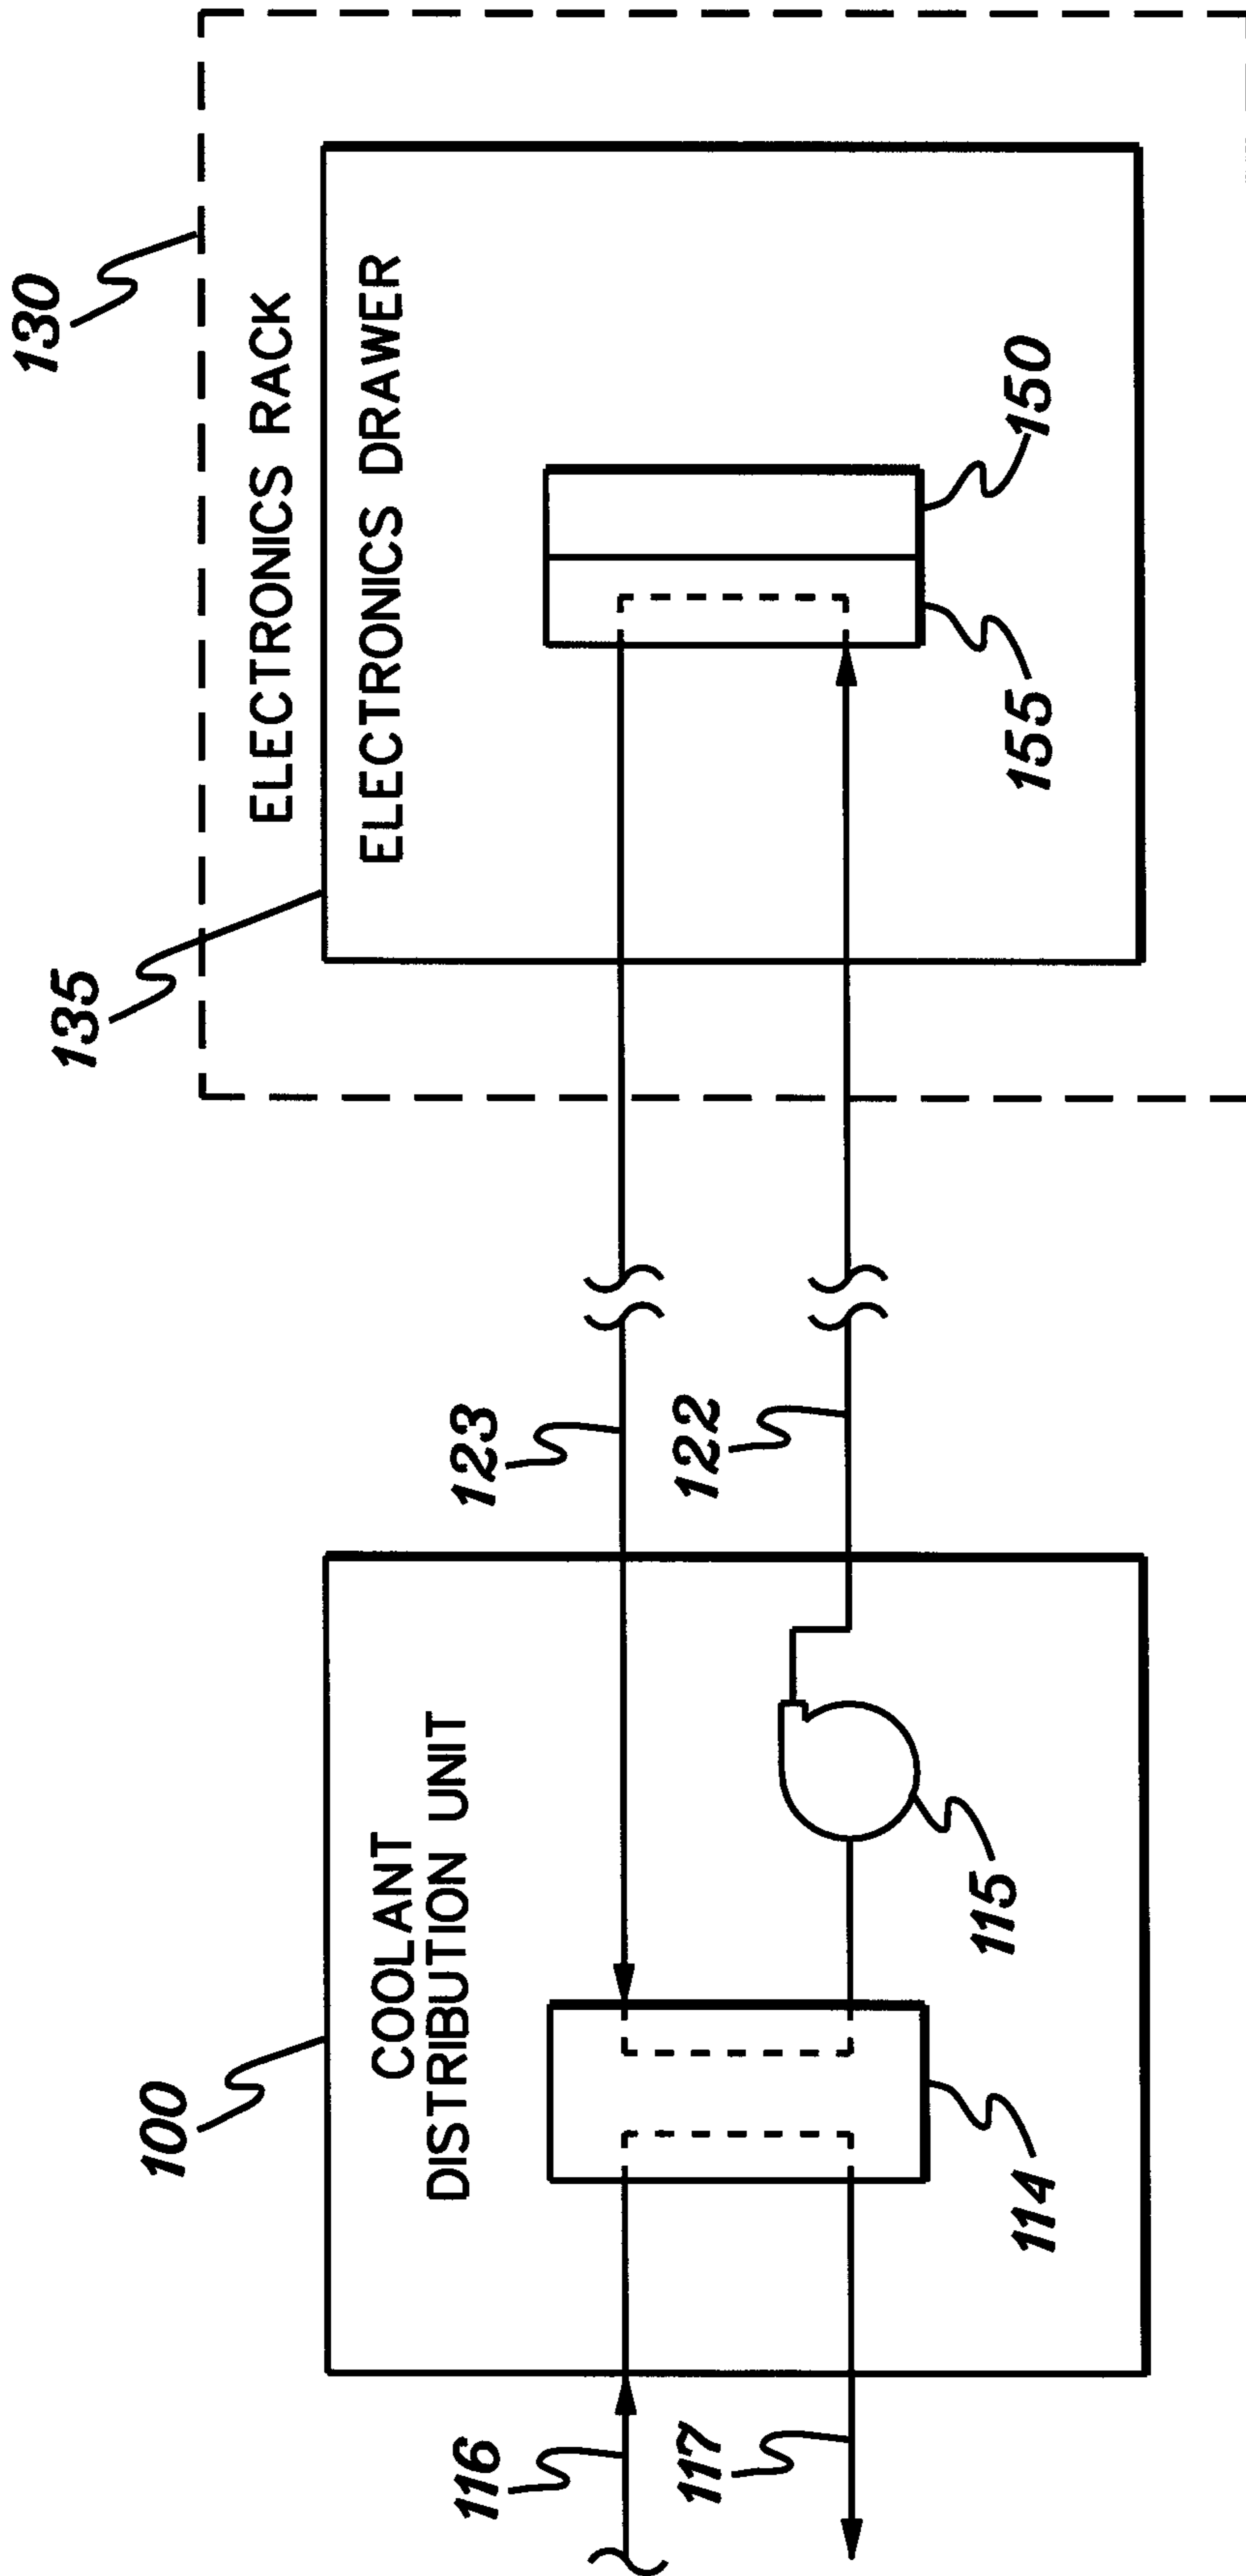 130
ELECTRONICS RACK
135
ELECTRONICS DRAWER
150
155
123
122
100
COOLANT
DISTRIBUTION UNIT
115
114
116
117